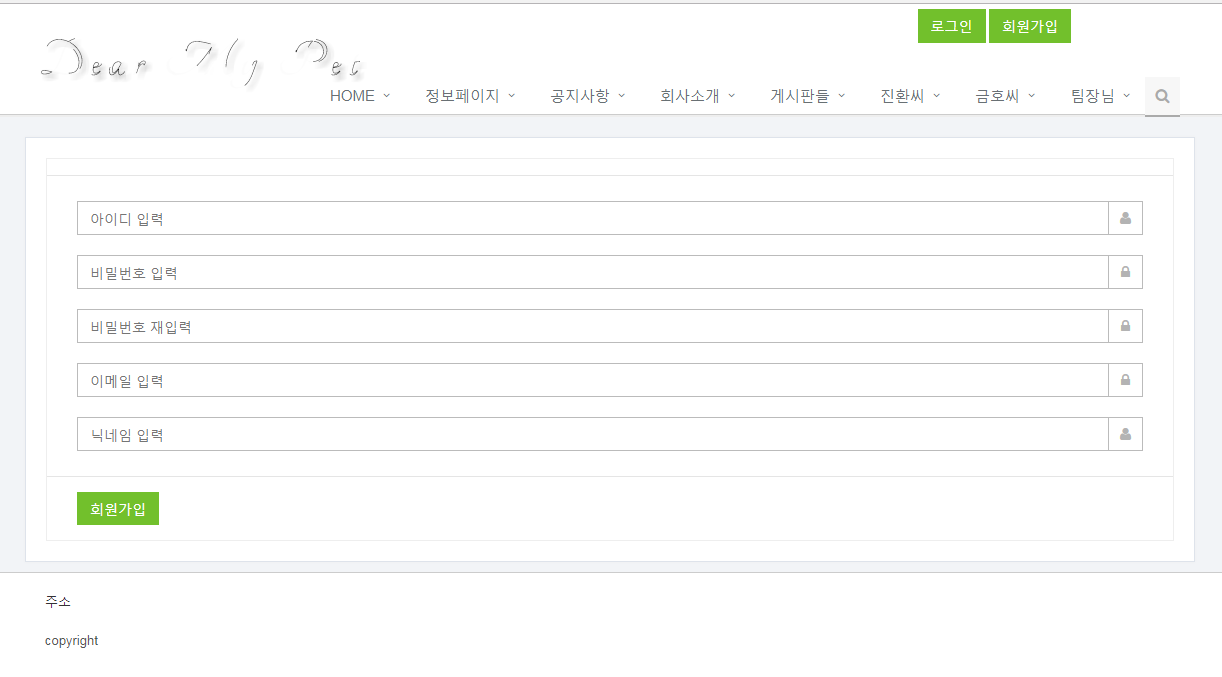 로그인 회원가입
Dear My Pet
HOME 정보페이지 공지사항 회사소개 게시판들 진환씨 금호씨 팀장님
아이디 입력
비밀번호 입력
비밀번호 재입력
이메일 입력
닉네임 입력
회원가입
주소
copyright